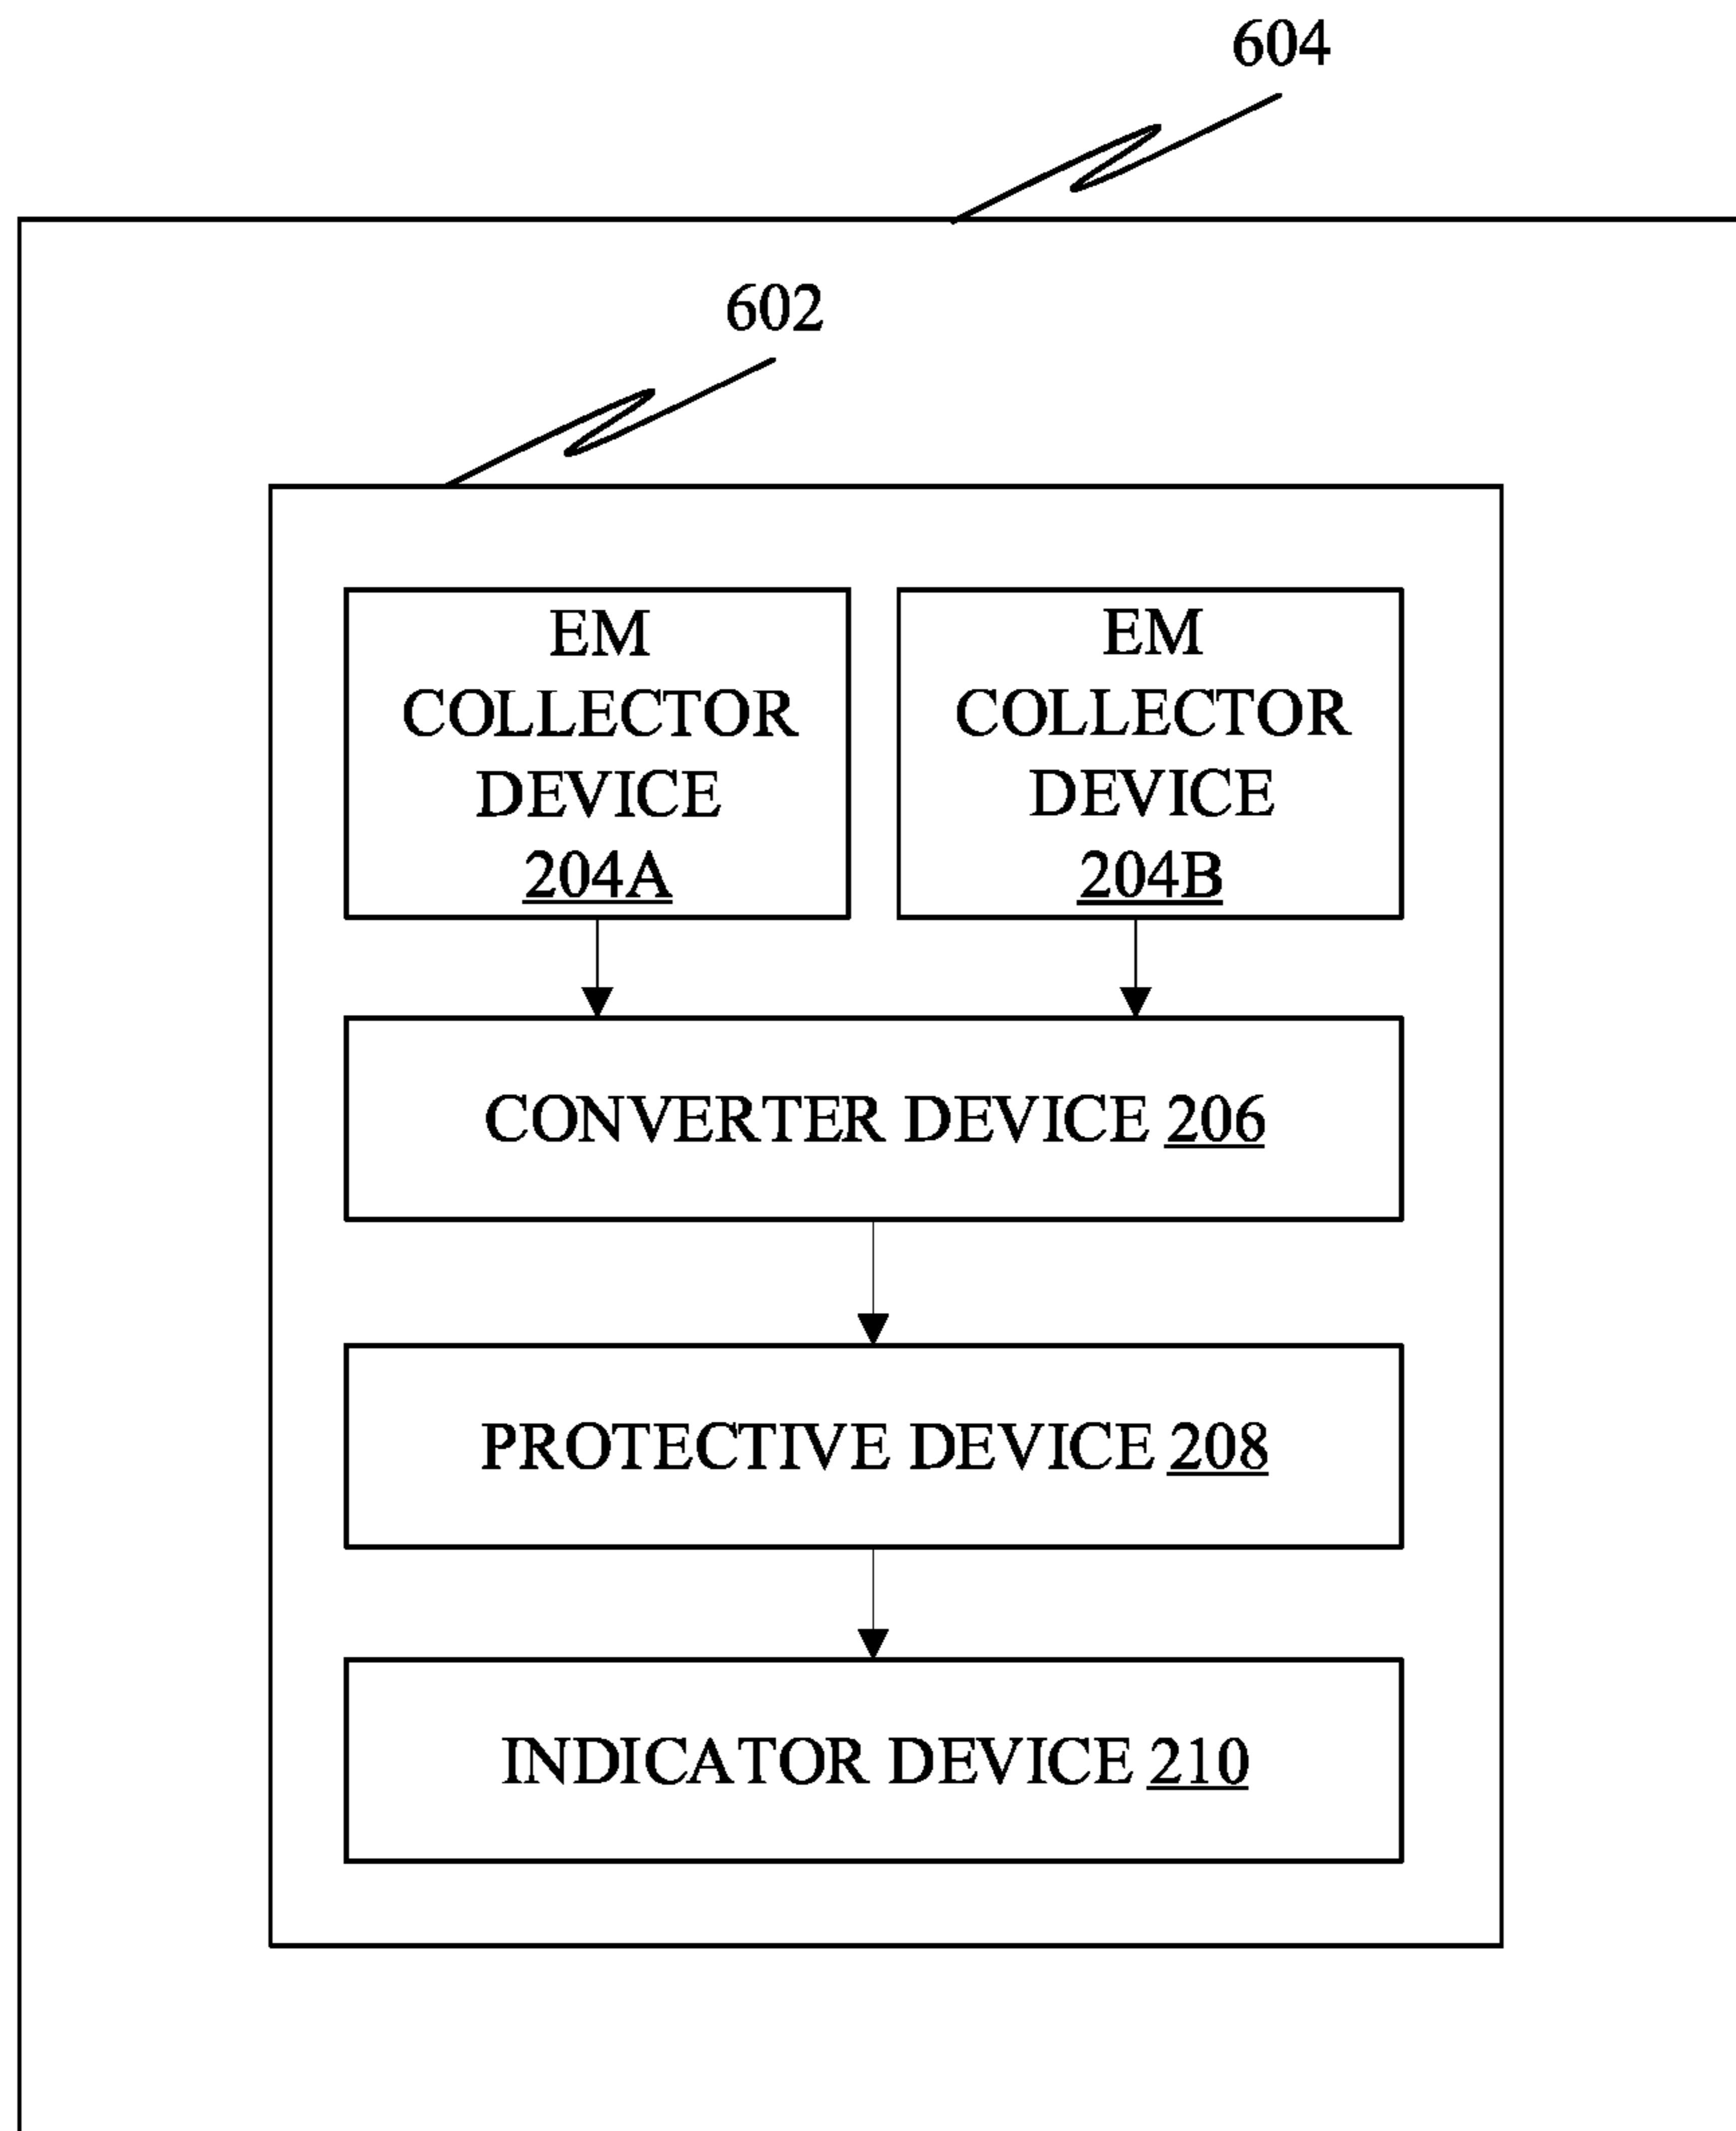 604
602
EM
COLLECTOR
DEVICE
204A
EM
COLLECTOR
DEVICE
204B
CONVERTER DEVICE 206
PROTECTIVE DEVICE 208
INDICATOR DEVICE 210